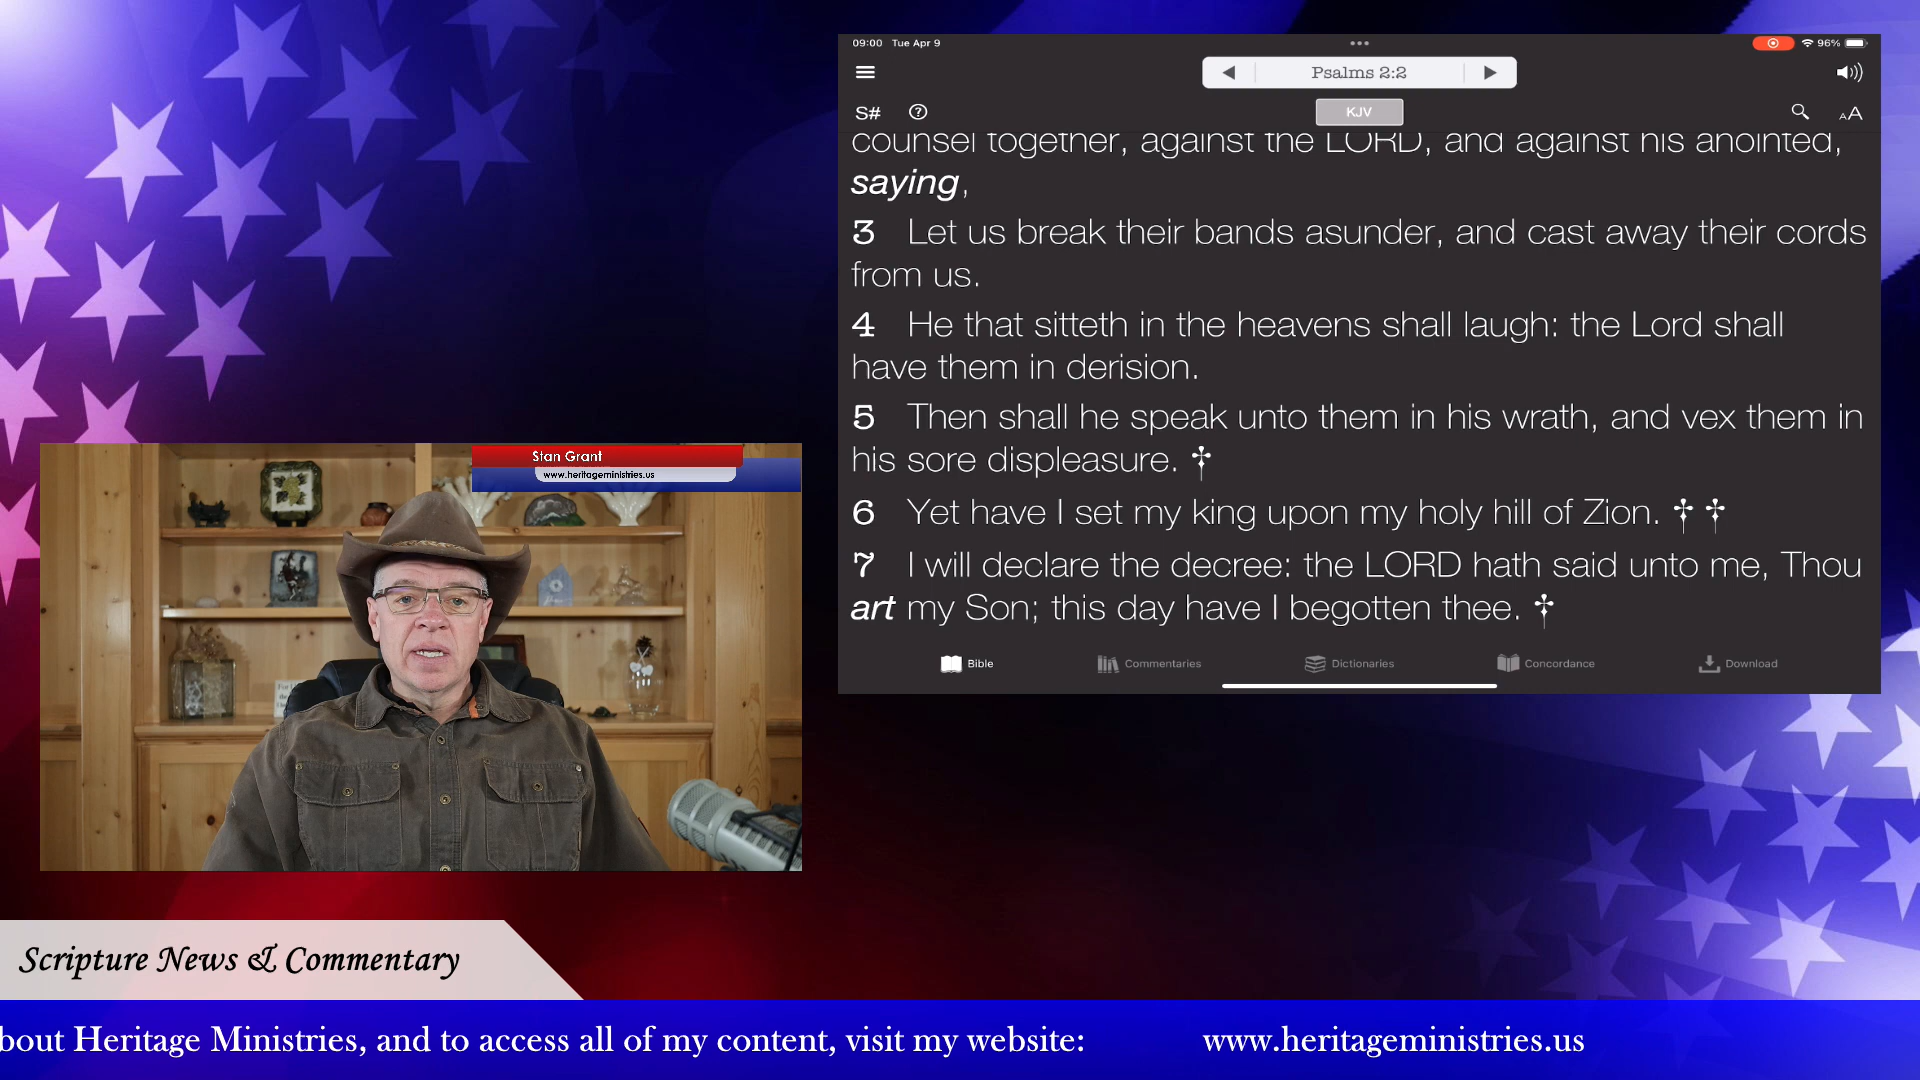 09:00 Tue Apr 9
96%
Psalms 2:2
S#
KJV
AA
counsel together, against the LORD, and against his anointed,
saying,
3 Let us break their bands asunder, and cast away their cords
from us.
4 He that sitteth in the heavens shall laugh: the Lord shall
have them in derision.
5 Then shall he speak unto them in his wrath, and vex them in
his sore displeasure.
6 Yet have I set my king upon my holy hill of Zion.
7 I will declare the decree: the LORD hath said unto me, Thou
art my Son; this day have I begotten thee.
Bible
Commentaries
Dictionaries
Concordance
Download
Stan Grant
www.heritageministries.us
Scripture News & Commentary
bout Heritage Ministries, and to access all of my content, visit my website: www.heritageministries.us